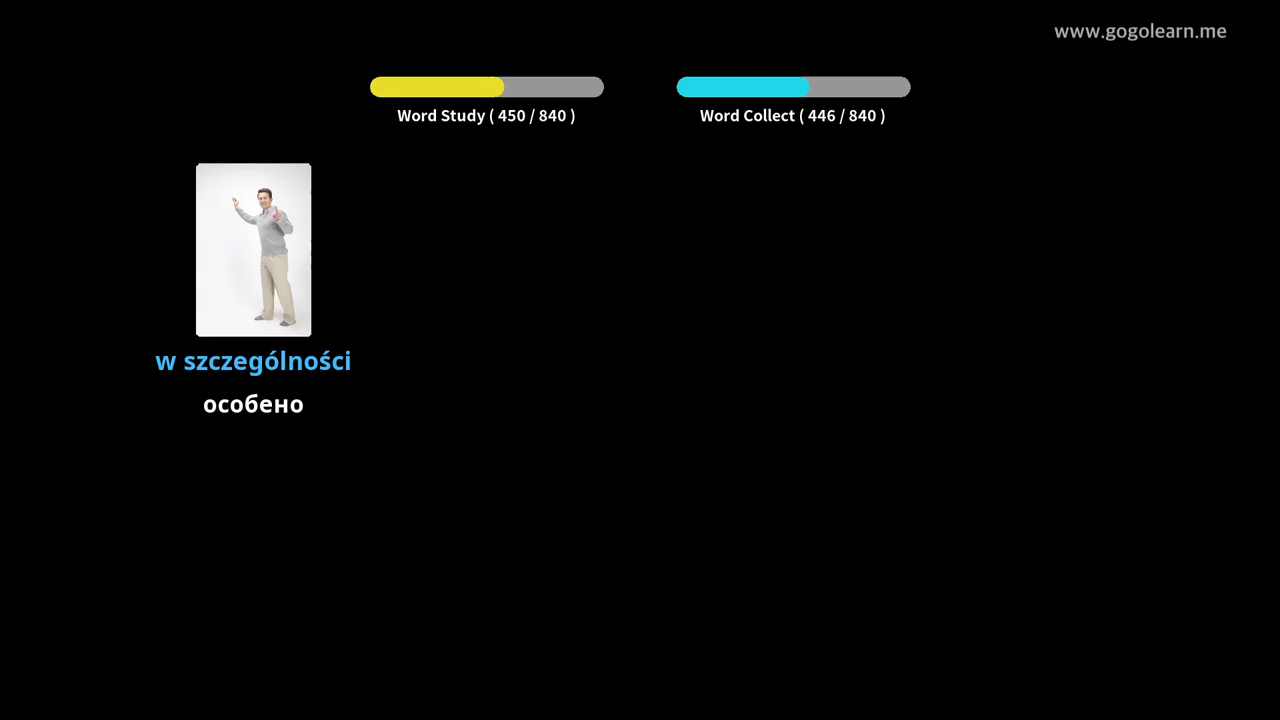 www.gogolearn.me
Word Study ( 450 / 840 )
Word Collect ( 446 / 840 )
w szczególności
особено